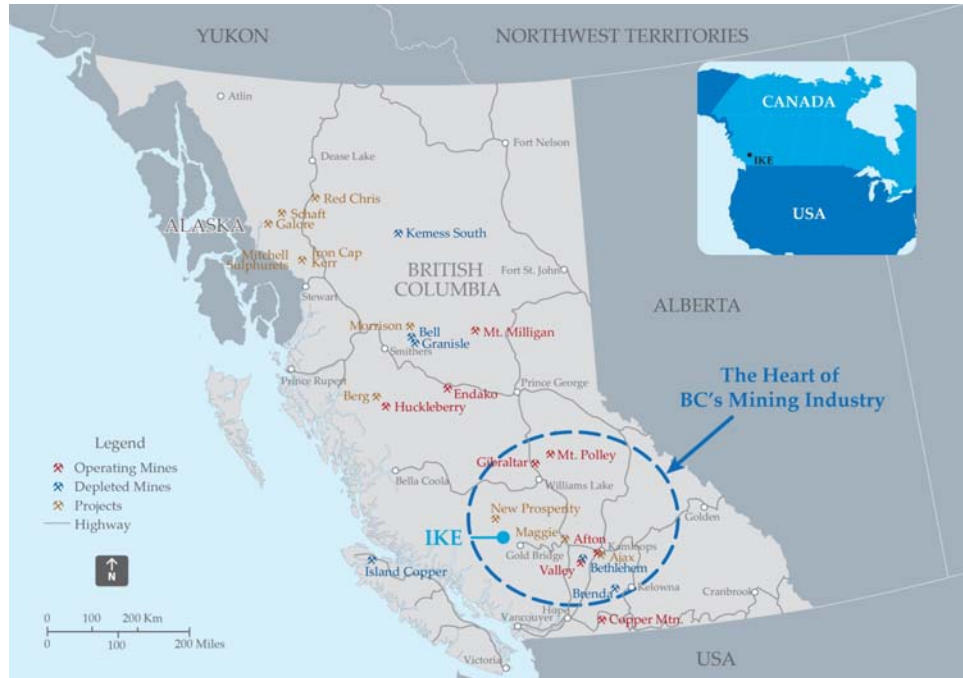 YUKON
NORTHWEST TERRITORIES
Atlin
CANADA
IKE
USA
Fort Nelson
Dease Lake
Red Chris
Schaft
Galore
ALASKA
Kemess South
Mitchell
Sulphurets
Iron Cap
Kerr
BRITISH
COLUMBIA
Fort St. John
Stewart
ALBERTA
Morrison
Bell
Granisle
Mt. Milligan
Smithers
Prince Rupert
Endako
Prince George
Berg
Huckleberry
The Heart of
BC's Mining Industry
Legend
Operating Mines
Depleted Mines
Projects
Highway
N
Gibraltar
Mt. Polley
Bella Coola
Williams Lake
New Prosperity
Golden
IKE
Maggie
Afton
Gold Bridge
Kamloops
Ajax
Valley
Bethlehem
Island Copper
Brenda
Kelowna
Cranbrook
0 100 200 Km
0 100 200 Miles
Hope
Vancouver
Copper Mtn.
Victoria
USA